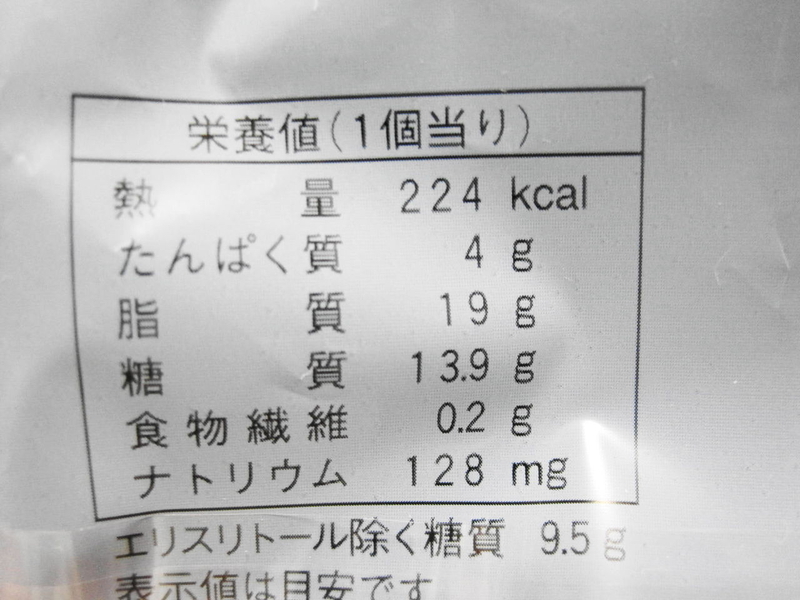 栄養値(1個当り)
熱量 224 kcal
たんぱく質 4 g
脂質 19 g
糖質 13.9 g
食物繊維 0.2 g
ナトリウム 128 mg
エリスリトール除く糖質 9.5 g
表示値は目安です